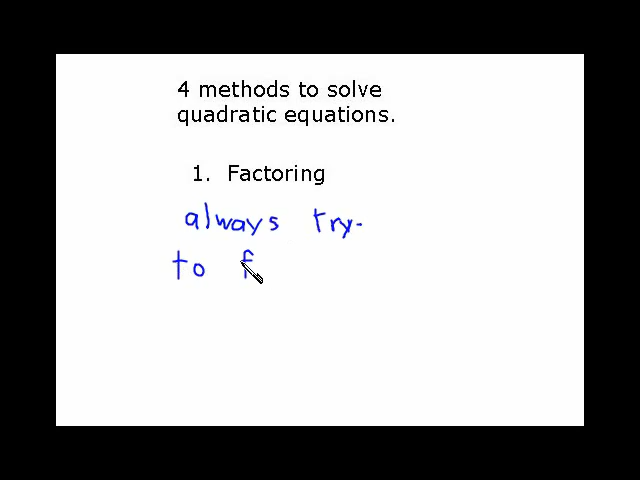 4 methods to solve
quadratic equations.
1. Factoring
always try
to f